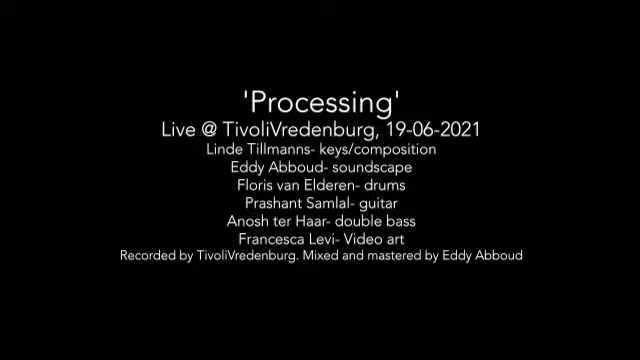 'Processing'
Live @ TivoliVredenburg, 19-06-2021
Linde Tillmanns- keys/composition
Eddy Abboud- soundscape
Floris van Elderen- drums
Prashant Samlal- guitar
Anosh ter Haar- double bass
Francesca Levi- Video art
Recorded by TivoliVredenburg. Mixed and mastered by Eddy Abboud